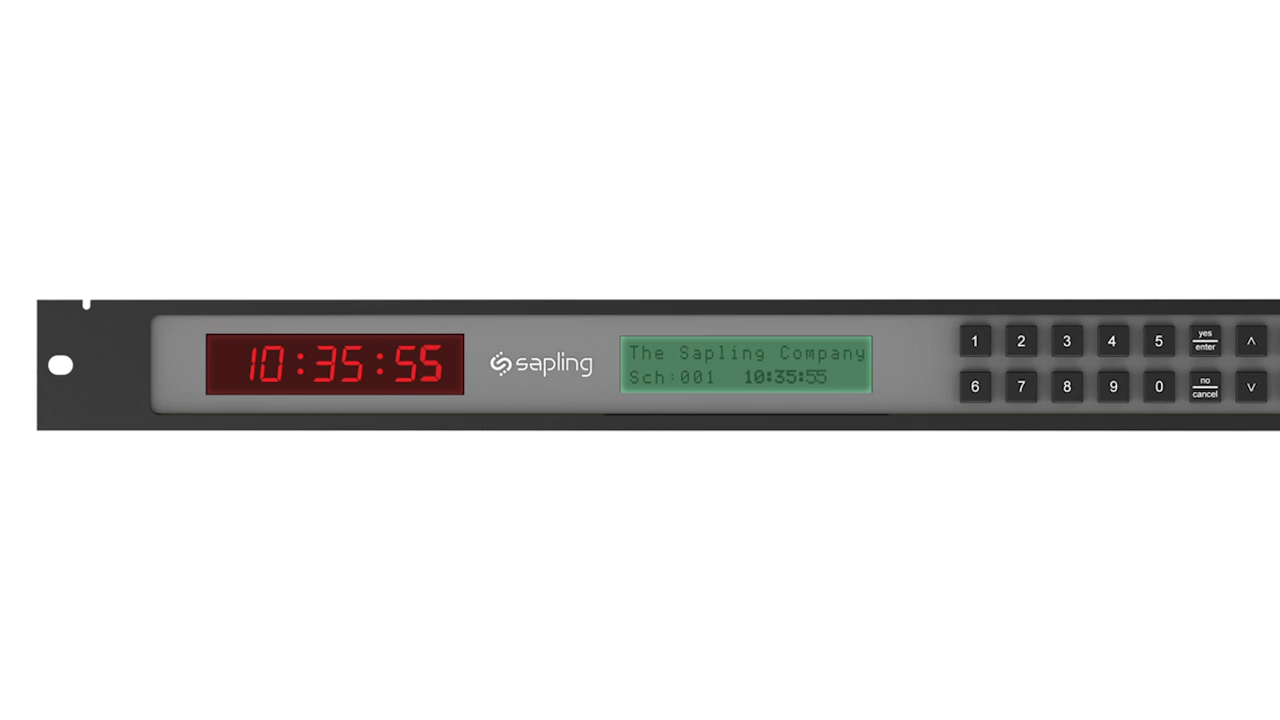 10:35:55
sapling
The Sapling Company
Sch:001 10:35:55
1 2 3 4 5 yes enter ˄
6 7 8 9 0 no cancel ˅